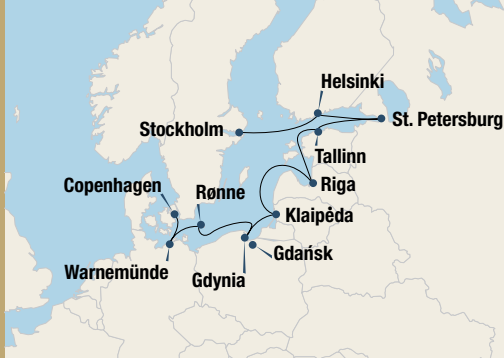 Helsinki
St. Petersburg
Stockholm
Tallinn
Copenhagen
Rønne
Riga
Klaipėda
Gdańsk
Warnemünde
Gdynia